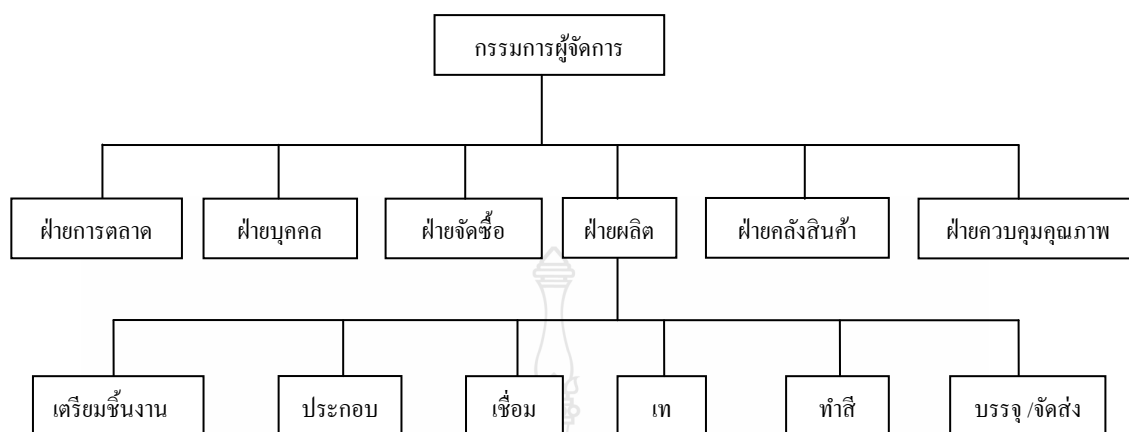 กรรมการผู้จัดการ
ฝ่ายการตลาด
ฝ่ายบุคคล
ฝ่ายจัดซื้อ
ฝ่ายผลิต
ฝ่ายคลังสินค้า
ฝ่ายควบคุมคุณภาพ
เตรียมชิ้นงาน
ประกอบ
เชื่อม
เท
ทำสี
บรรจุ /จัดส่ง